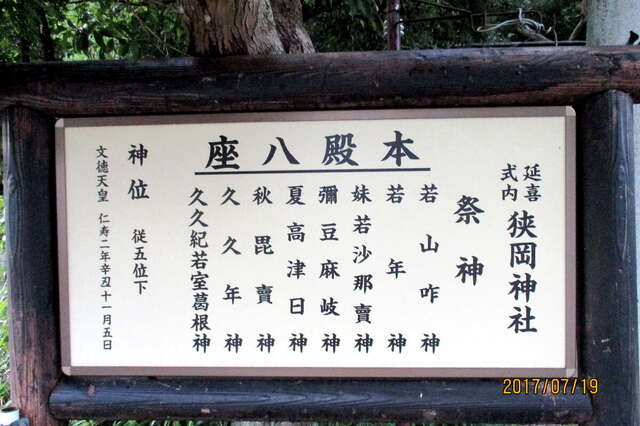 本殿八座
延喜
式内
狭岡神社
祭神
若山咋神
若年神
妹若沙那賣神
彌豆麻岐神
夏高津日神
秋毘賣神
久久年神
久久紀若室葛根神
神位 従五位下
文徳天皇 仁寿二年辛丑十一月五日
2017/07/19